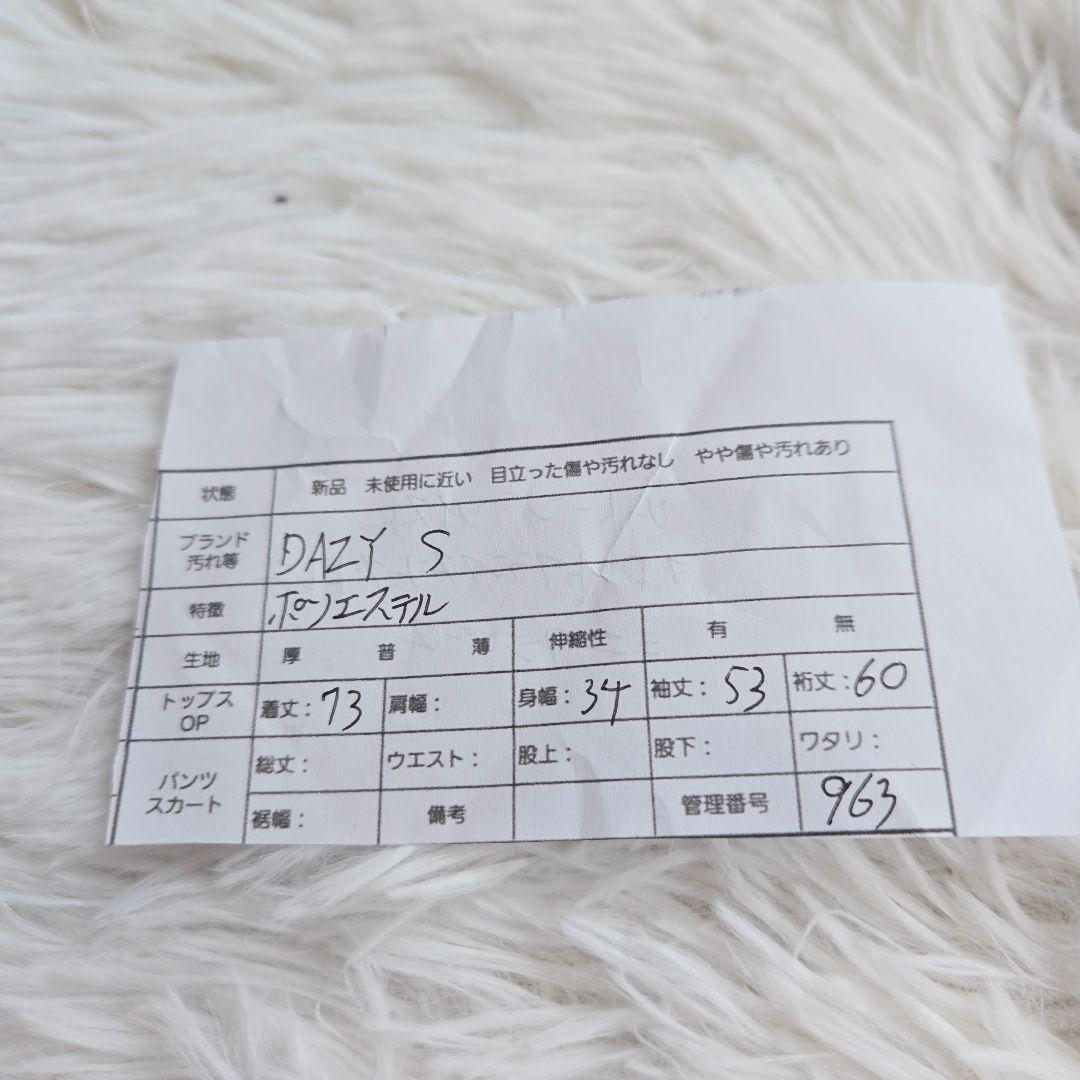 状態 新品 未使用に近い 目立った傷や汚れなし やや傷や汚れあり
ブランド 汚れ等 DAZY S
特徴 ポリエステル
生地 厚 普 薄 伸縮性 有 無
トップス OP 着丈：73 肩幅： 身幅：34 袖丈：53 裄丈：60
パンツ スカート 総丈： ウエスト： 股上： 股下： ワタリ：
裾幅： 備考 管理番号 963